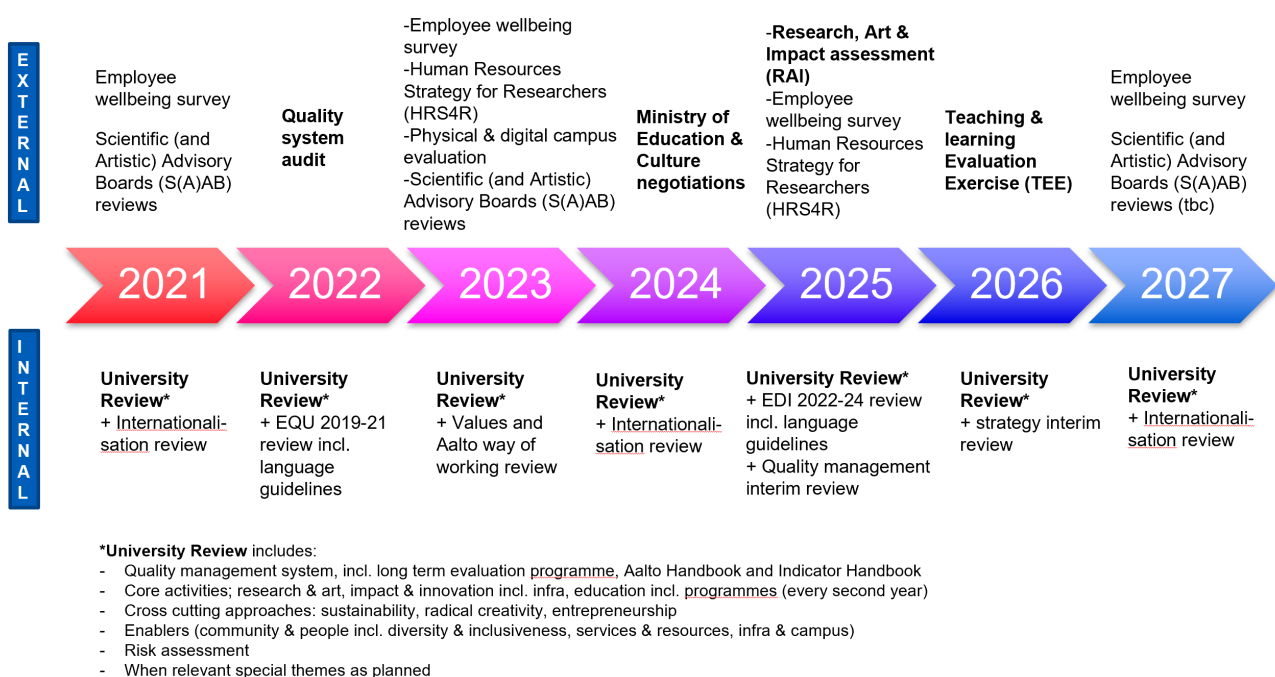 EXTERNAL
Employee
wellbeing survey
Scientific (and
Artistic) Advisory
Boards (S(A)AB)
reviews
Quality
system
audit
-Employee wellbeing
survey
-Human Resources
Strategy for Researchers
(HRS4R)
-Physical & digital campus
evaluation
-Scientific (and Artistic)
Advisory Boards (S(A)AB)
reviews
Ministry of
Education &
Culture
negotiations
-Research, Art &
Impact assessment
(RAI)
-Employee
wellbeing survey
-Human Resources
Strategy for
Researchers
(HRS4R)
Teaching &
learning
Evaluation
Exercise (TEE)
Employee
wellbeing survey
Scientific (and
Artistic) Advisory
Boards (S(A)AB)
reviews (tbc)
2021
2022
2023
2024
2025
2026
2027
INTERNAL
University
Review*
+ Internationali-
sation review
University
Review*
+ EQU 2019-21
review incl.
language
guidelines
University
Review*
+ Values and
Aalto way of
working review
University
Review*
+ Internationali-
sation review
University Review*
+ EDI 2022-24 review
incl. language
guidelines
+ Quality management
interim review
University
Review*
+ strategy interim
review
University
Review*
+ Internationali-
sation review
*University Review includes:
- Quality management system, incl. long term evaluation programme, Aalto Handbook and Indicator Handbook
- Core activities; research & art, impact & innovation incl. infra, education incl. programmes (every second year)
- Cross cutting approaches: sustainability, radical creativity, entrepreneurship
- Enablers (community & people incl. diversity & inclusiveness, services & resources, infra & campus)
- Risk assessment
- When relevant special themes as planned